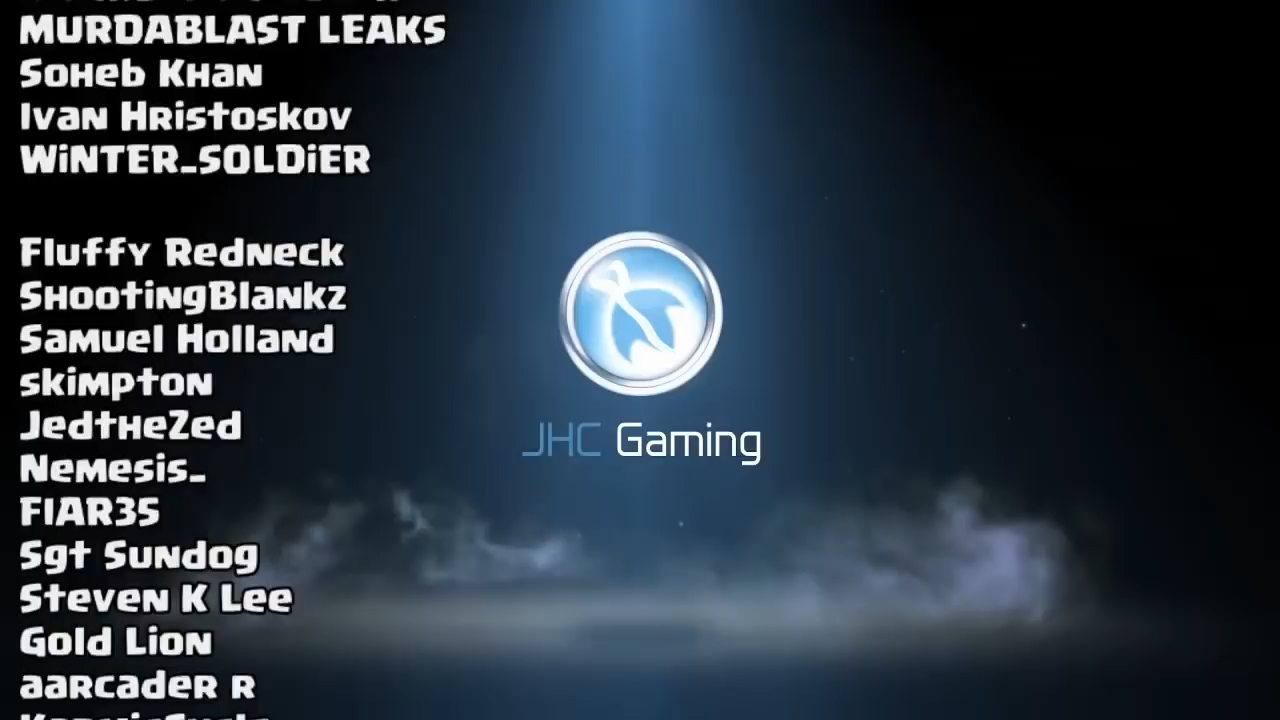 MURDABLAST LEAKS
Soheb Khan
Ivan Hristoskov
WiNTER_SOLDiER
Fluffy Redneck
ShootingBlankz
Samuel Holland
skimpton
JedtheZed
Nemesis_
FIAR35
Sgt Sundog
Steven K Lee
Gold Lion
aarcader r
JHC Gaming